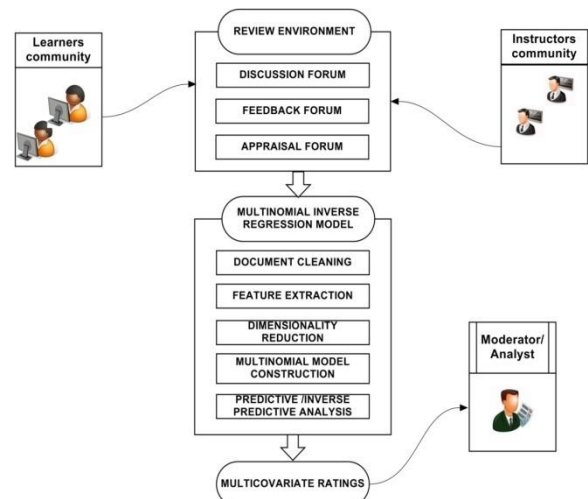 Learners
community
REVIEW ENVIRONMENT
DISCUSSION FORUM
FEEDBACK FORUM
APPRAISAL FORUM
Instructors
community
MULTINOMIAL INVERSE
REGRESSION MODEL
DOCUMENT CLEANING
FEATURE EXTRACTION
DIMENSIONALITY
REDUCTION
MULTINOMIAL MODEL
CONSTRUCTION
PREDICTIVE /INVERSE
PREDICTIVE ANALYSIS
Moderator/
Analyst
MULTICOVARIATE RATINGS